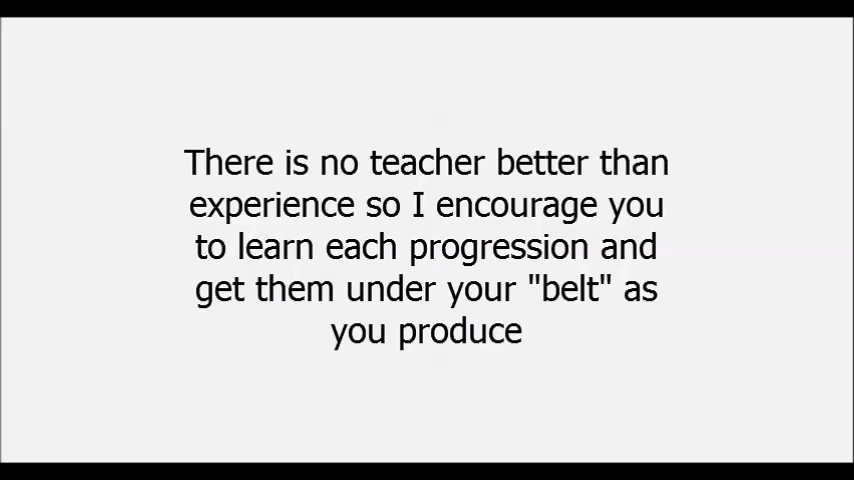 There is no teacher better than
experience so I encourage you
to learn each progression and
get them under your "belt" as
you produce